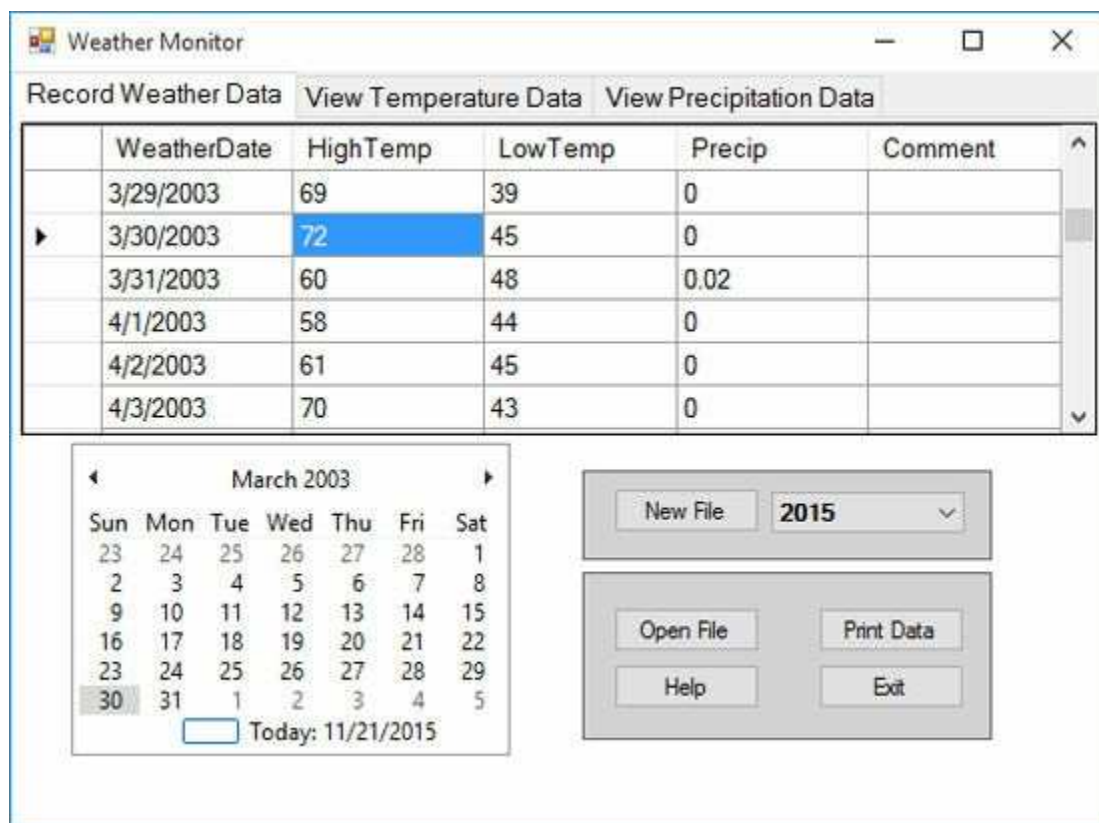 Weather Monitor
Record Weather Data View Temperature Data View Precipitation Data
WeatherDate HighTemp LowTemp Precip Comment
3/29/2003 69 39 0
3/30/2003 72 45 0
3/31/2003 60 48 0.02
4/1/2003 58 44 0
4/2/2003 61 45 0
4/3/2003 70 43 0
March 2003
Sun Mon Tue Wed Thu Fri Sat
23 24 25 26 27 28 1
2 3 4 5 6 7 8
9 10 11 12 13 14 15
16 17 18 19 20 21 22
23 24 25 26 27 28 29
30 31 1 2 3 4 5
Today: 11/21/2015
New File 2015
Open File Print Data
Help Exit